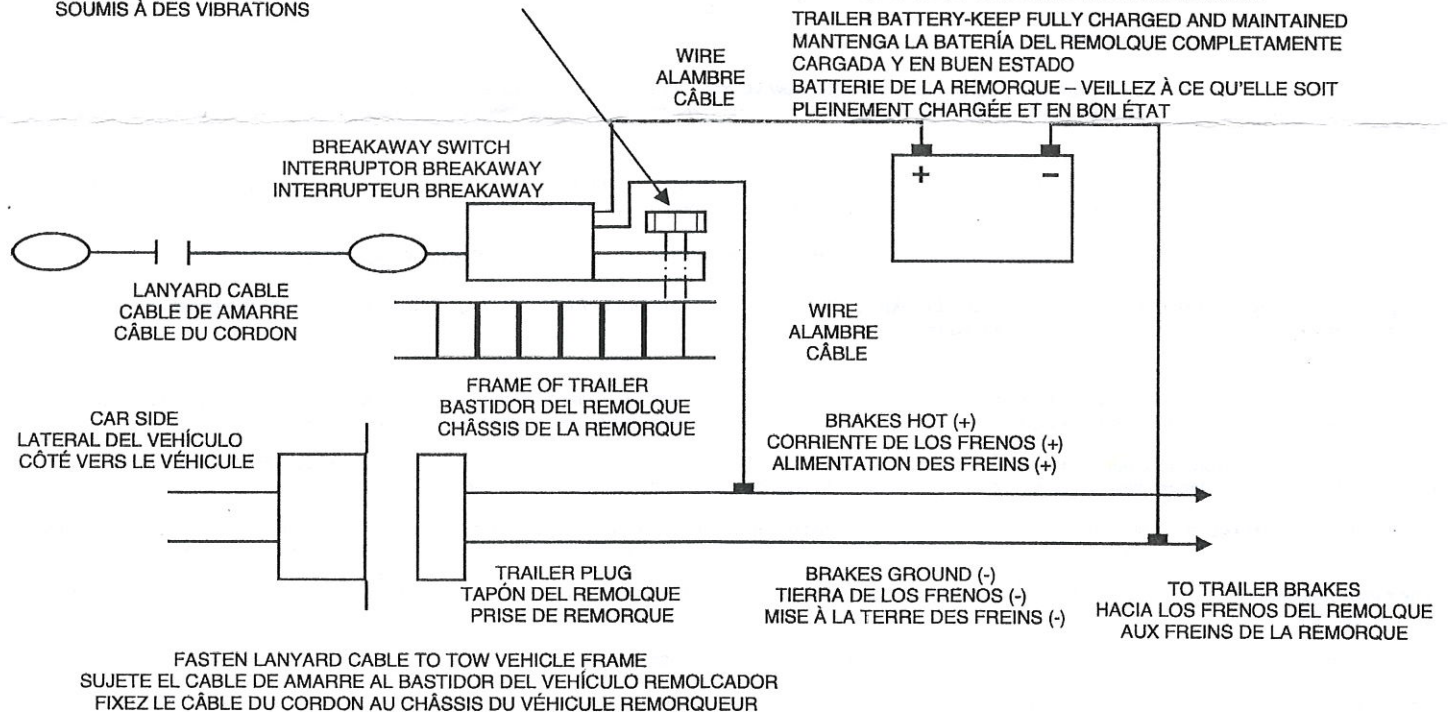 SOUMIS À DES VIBRATIONS
TRAILER BATTERY-KEEP FULLY CHARGED AND MAINTAINED
MANTENGA LA BATERÍA DEL REMOLQUE COMPLETAMENTE
CARGADA Y EN BUEN ESTADO
BATTERIE DE LA REMORQUE – VEILLEZ À CE QU'ELLE SOIT
PLEINEMENT CHARGÉE ET EN BON ÉTAT
WIRE
ALAMBRE
CÂBLE
BREAKAWAY SWITCH
INTERRUPTOR BREAKAWAY
INTERRUPTEUR BREAKAWAY
+ –
LANYARD CABLE
CABLE DE AMARRE
CÂBLE DU CORDON
WIRE
ALAMBRE
CÂBLE
FRAME OF TRAILER
BASTIDOR DEL REMOLQUE
CHÂSSIS DE LA REMORQUE
CAR SIDE
LATERAL DEL VEHÍCULO
CÔTÉ VERS LE VÉHICULE
BRAKES HOT (+)
CORRIENTE DE LOS FRENOS (+)
ALIMENTATION DES FREINS (+)
TRAILER PLUG
TAPÓN DEL REMOLQUE
PRISE DE REMORQUE
BRAKES GROUND (-)
TIERRA DE LOS FRENOS (-)
MISE À LA TERRE DES FREINS (-)
TO TRAILER BRAKES
HACIA LOS FRENOS DEL REMOLQUE
AUX FREINS DE LA REMORQUE
FASTEN LANYARD CABLE TO TOW VEHICLE FRAME
SUJETE EL CABLE DE AMARRE AL BASTIDOR DEL VEHÍCULO REMOLCADOR
FIXEZ LE CÂBLE DU CORDON AU CHÂSSIS DU VÉHICULE REMORQUEUR